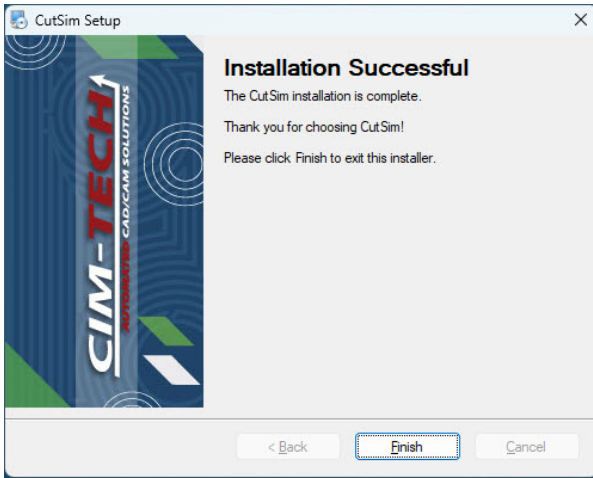 CutSim Setup
CIM-TECH
AUTOMATED CAD/CAM SOLUTIONS
Installation Successful
The CutSim installation is complete.
Thank you for choosing CutSim!
Please click Finish to exit this installer.
< Back
Finish
Cancel